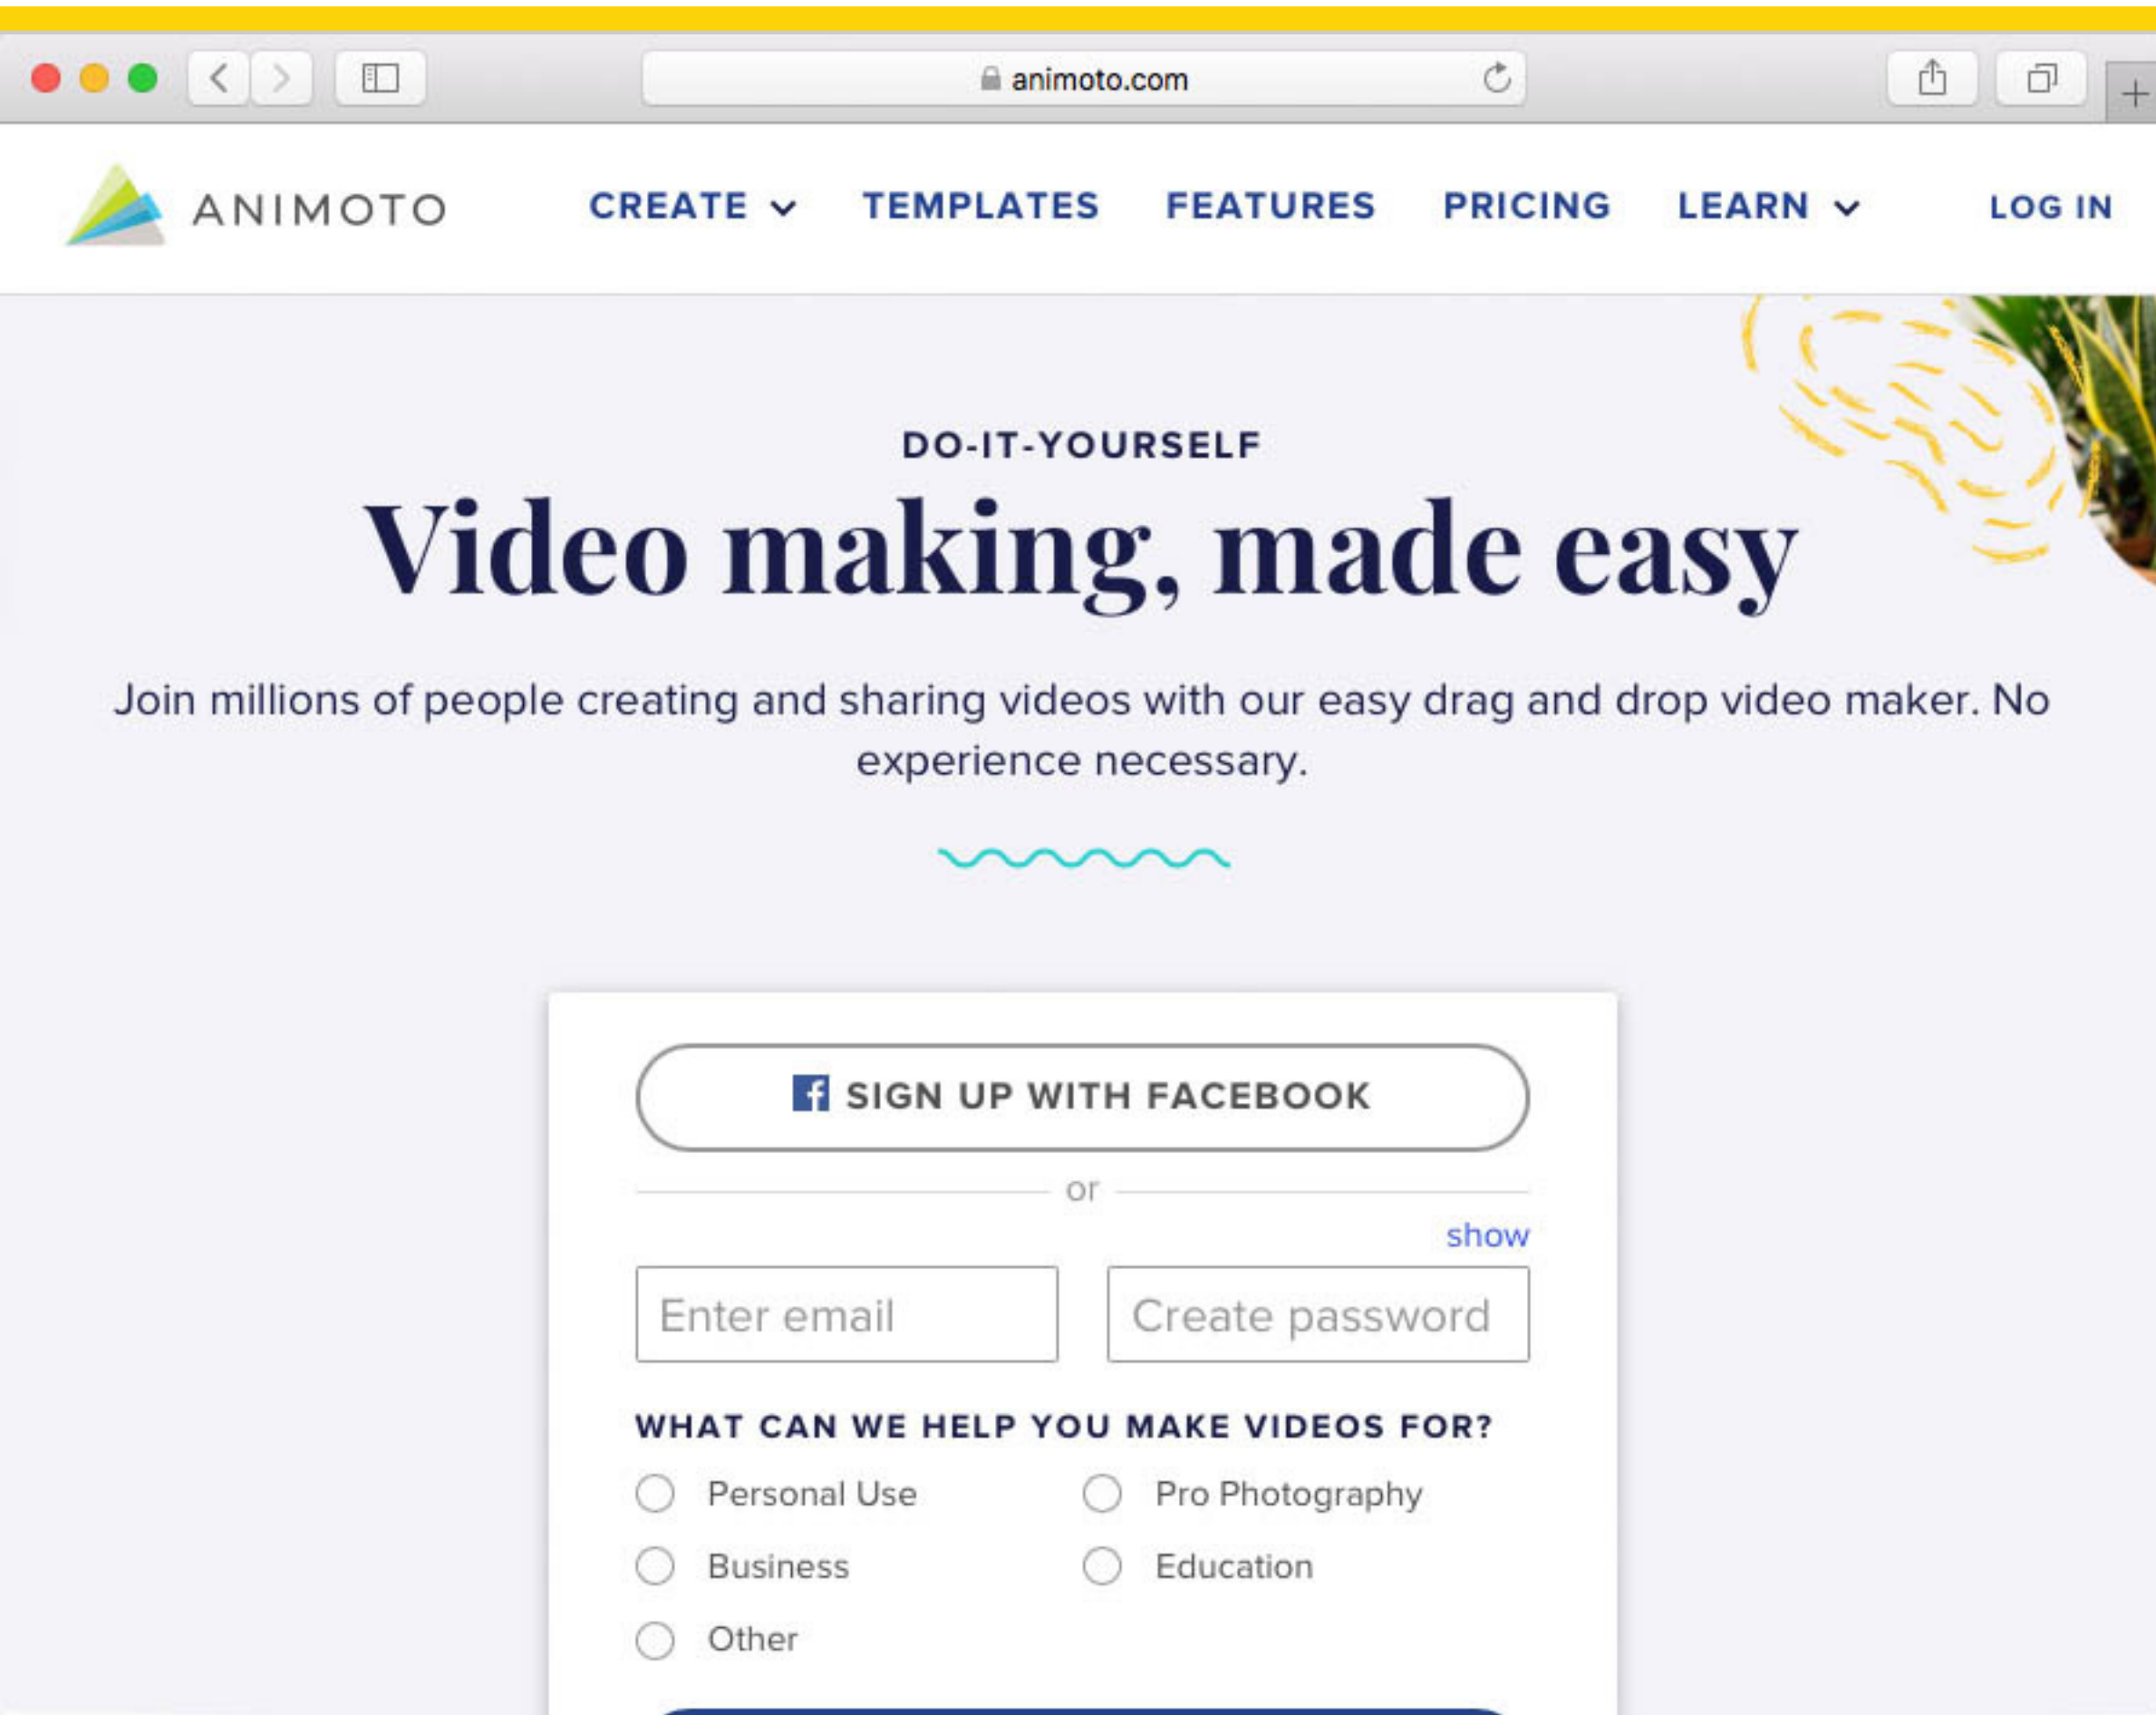 animoto.com
ANIMOTO CREATE TEMPLATES FEATURES PRICING LEARN LOG IN
DO-IT-YOURSELF
Video making, made easy
Join millions of people creating and sharing videos with our easy drag and drop video maker. No
experience necessary.
SIGN UP WITH FACEBOOK
or
show
Enter email Create password
WHAT CAN WE HELP YOU MAKE VIDEOS FOR?
Personal Use Pro Photography
Business Education
Other